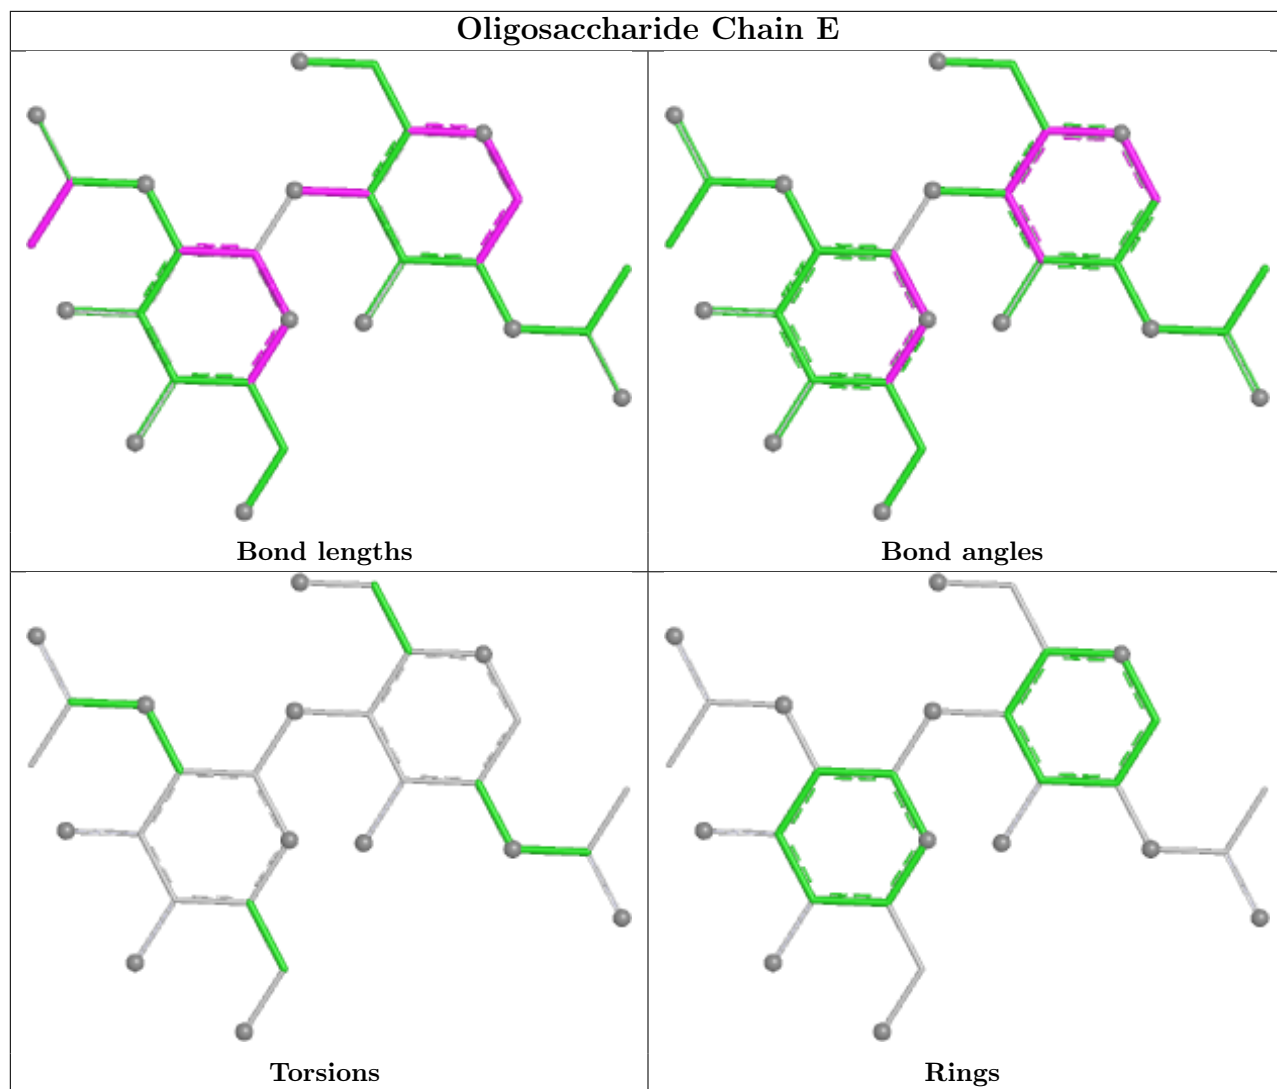 Oligosaccharide Chain E
Bond lengths
Bond angles
Torsions
Rings